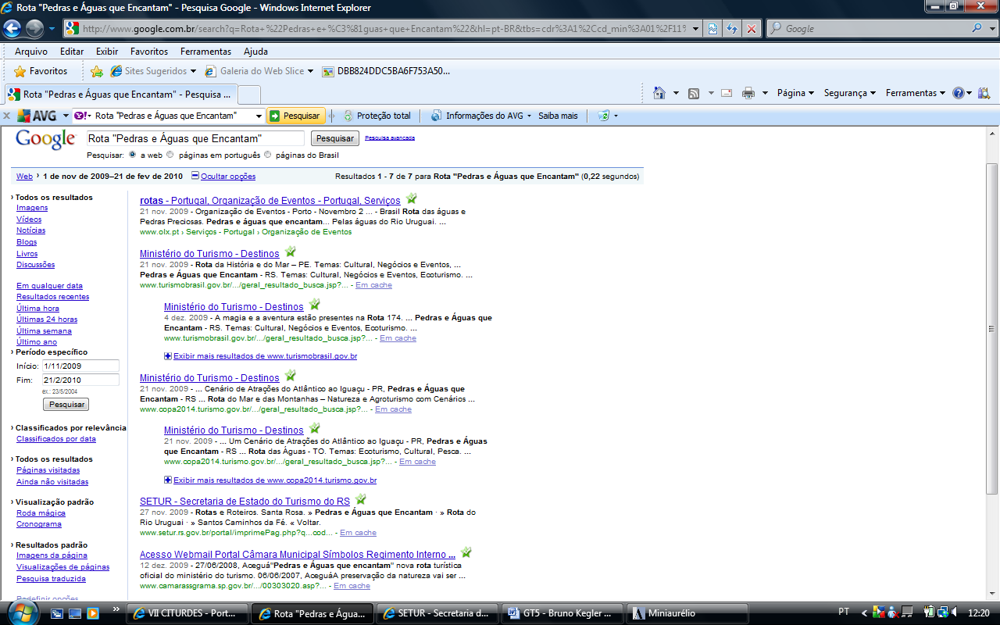 Rota "Pedras e Águas que Encantam" - Pesquisa Google - Windows Internet Explorer
http://www.google.com.br/search?q=Rota+%22Pedras+e+%C3%81guas+que+Encantam%22&hl=pt-BR&tbs=cdr%3A1%2Ccd_min%3A01%2F11%
Google
Arquivo Editar Exibir Favoritos Ferramentas Ajuda
Favoritos Sites Sugeridos Galeria do Web Slice DBB824DDC5BA6F753A50...
Rota "Pedras e Águas que Encantam" - Pesquisa ... Página Segurança Ferramentas
AVG Y! Rota "Pedras e Águas que Encantam" Pesquisar Proteção total Informações do AVG Saiba mais
Google Rota "Pedras e Águas que Encantam" Pesquisar Pesquisa avançada
Pesquisar: a web páginas em português páginas do Brasil
Web › 1 de nov de 2009–21 de fev de 2010 Ocultar opções Resultados 1 - 7 de 7 para Rota "Pedras e Águas que Encantam" (0,22 segundos)
› Todos os resultados
Imagens
Vídeos
Notícias
Blogs
Livros
Discussões
Em qualquer data
Resultados recentes
Última hora
Últimas 24 horas
Última semana
Último ano
› Período específico
Início: 1/11/2009
Fim: 21/2/2010
ex.: 23/5/2004
Pesquisar
› Classificados por relevância
Classificados por data
› Todos os resultados
Páginas visitadas
Ainda não visitadas
› Visualização padrão
Roda mágica
Cronograma
› Resultados padrão
Imagens da página
Visualizações de páginas
Pesquisa traduzida
Redefinir opções
rotas - Portugal, Organização de Eventos - Portugal, Serviços
21 nov. 2009 - Organização de Eventos - Porto - Novembro 2 ... - Brasil Rota das águas e
Pedras Preciosas. Pedras e águas que encantam... Pelas águas do Rio Uruguai. ...
www.olx.pt › Serviços - Portugal › Organização de Eventos
Ministério do Turismo - Destinos
21 nov. 2009 - Rota da História e do Mar – PE. Temas: Cultural, Negócios e Eventos, ...
Pedras e Águas que Encantam - RS. Temas: Cultural, Negócios e Eventos, Ecoturismo. ...
www.turismobrasil.gov.br/.../geral_resultado_busca.jsp?... - Em cache
Ministério do Turismo - Destinos
4 dez. 2009 - A magia e a aventura estão presentes na Rota 174. ... Pedras e Águas que
Encantam - RS. Temas: Cultural, Negócios e Eventos, Ecoturismo. ...
www.turismobrasil.gov.br/.../geral_resultado_busca.jsp?... - Em cache
Exibir mais resultados de www.turismobrasil.gov.br
Ministério do Turismo - Destinos
21 nov. 2009 - ... Cenário de Atrações do Atlântico ao Iguaçu - PR, Pedras e Águas que
Encantam - RS ... Rota do Mar e das Montanhas – Natureza e Agroturismo com Cenários ...
www.copa2014.turismo.gov.br/.../geral_resultado_busca.jsp?... - Em cache
Ministério do Turismo - Destinos
21 nov. 2009 - ... Um Cenário de Atrações do Atlântico ao Iguaçu - PR, Pedras e Águas
que Encantam - RS ... Rota das Águas - TO. Temas: Ecoturismo, Cultural, Pesca. ...
www.copa2014.turismo.gov.br/.../geral_resultado_busca.jsp?... - Em cache
Exibir mais resultados de www.copa2014.turismo.gov.br
SETUR - Secretaria de Estado do Turismo do RS
27 nov. 2009 - Rotas e Roteiros. Santa Rosa. » Pedras e Águas que Encantam · » Rota do
Rio Uruguai · » Santos Caminhos da Fé. « Voltar.
www.setur.rs.gov.br/portal/imprimePag.php?q...cod... - Em cache
Acesso Webmail Portal Câmara Municipal Símbolos Regimento Interno ...
12 dez. 2009 - 27/06/2008, Aceguá"Pedras e Águas que encantam" nova rota turística
oficial do ministério do turismo. 06/06/2007, AceguáA preservação da natureza vai ser ...
www.camarassgrama.sp.gov.br/.../00303020.asp?... - Em cache
VII CITURDES - Port... Rota "Pedras e Água... SETUR - Secretaria d... GT5 - Bruno Kegler ... Miniaurélio PT 12:20